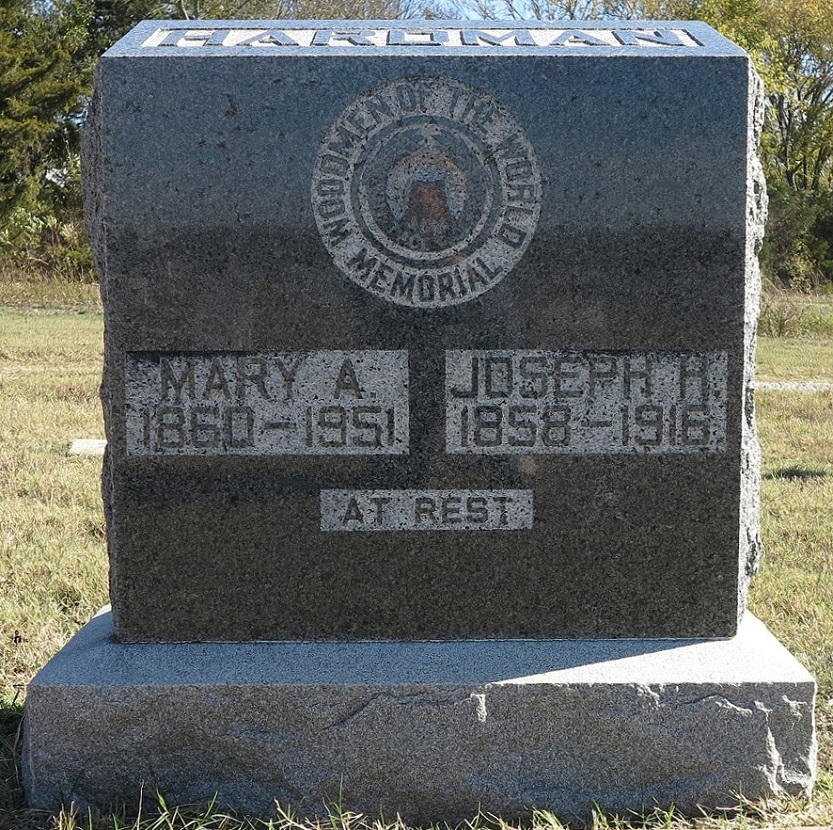 HARDMAN
WOODMEN OF THE WORLD
MEMORIAL
MARY A.
1860-1951
JOSEPH H.
1858-1916
AT REST